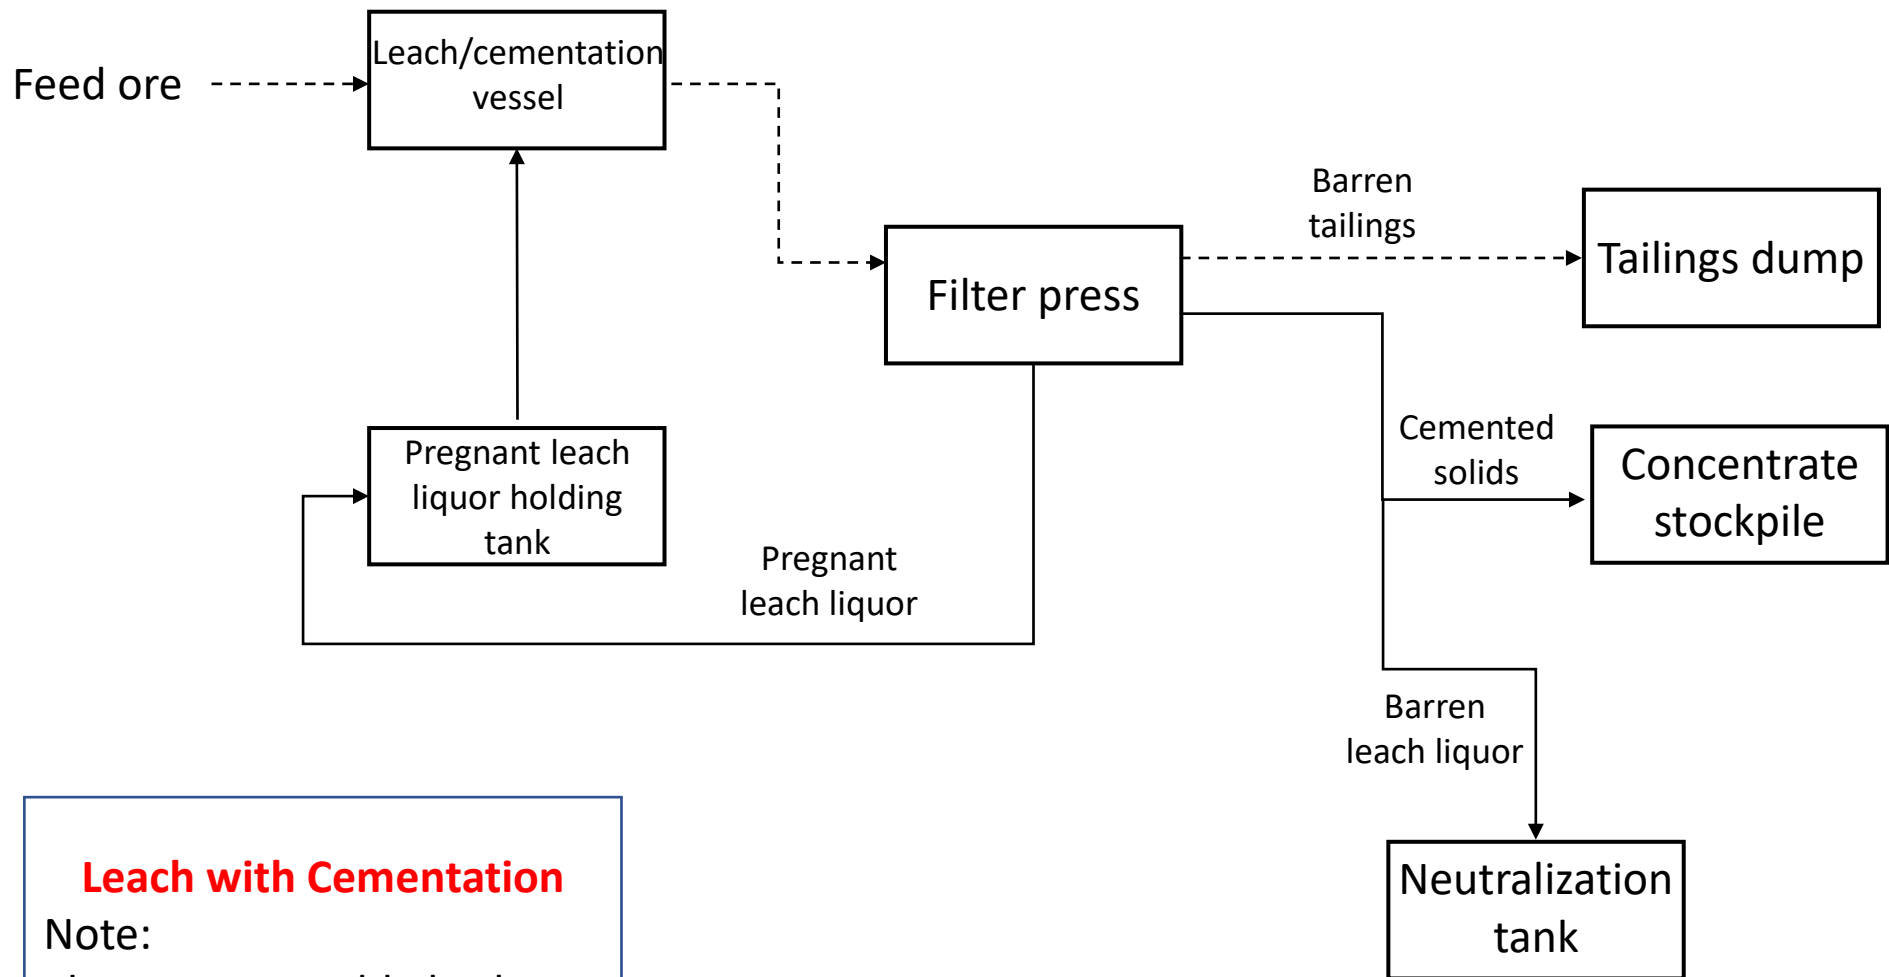 Feed ore
Leach/cementation
vessel
Barren
tailings
Tailings dump
Filter press
Cemented
solids
Concentrate
stockpile
Pregnant leach
liquor holding
tank
Pregnant
leach liquor
Barren
leach liquor
Neutralization
tank
Leach with Cementation
Note: